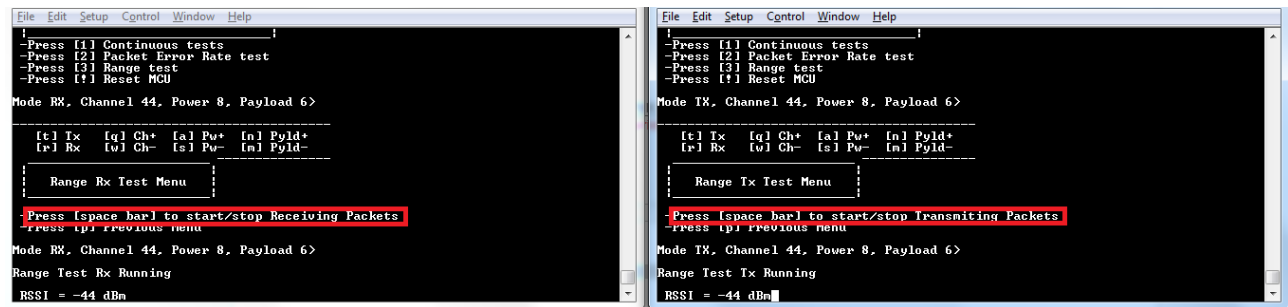 File Edit Setup Control Window Help
-Press [1] Continuous tests
-Press [2] Packet Error Rate test
-Press [3] Range test
-Press [!] Reset MCU
Mode RX, Channel 44, Power 8, Payload 6>
[t] Tx [q] Ch+ [a] Pw+ [n] Pyld+
[r] Rx [w] Ch- [s] Pw- [m] Pyld-
Range Rx Test Menu
-Press [space bar] to start/stop Receiving Packets
-Press [p] Previous Menu
Mode RX, Channel 44, Power 8, Payload 6>
Range Test Rx Running
RSSI = -44 dBm
File Edit Setup Control Window Help
-Press [1] Continuous tests
-Press [2] Packet Error Rate test
-Press [3] Range test
-Press [!] Reset MCU
Mode TX, Channel 44, Power 8, Payload 6>
[t] Tx [q] Ch+ [a] Pw+ [n] Pyld+
[r] Rx [w] Ch- [s] Pw- [m] Pyld-
Range Tx Test Menu
-Press [space bar] to start/stop Transmiting Packets
-Press [p] Previous Menu
Mode TX, Channel 44, Power 8, Payload 6>
Range Test Tx Running
RSSI = -44 dBm